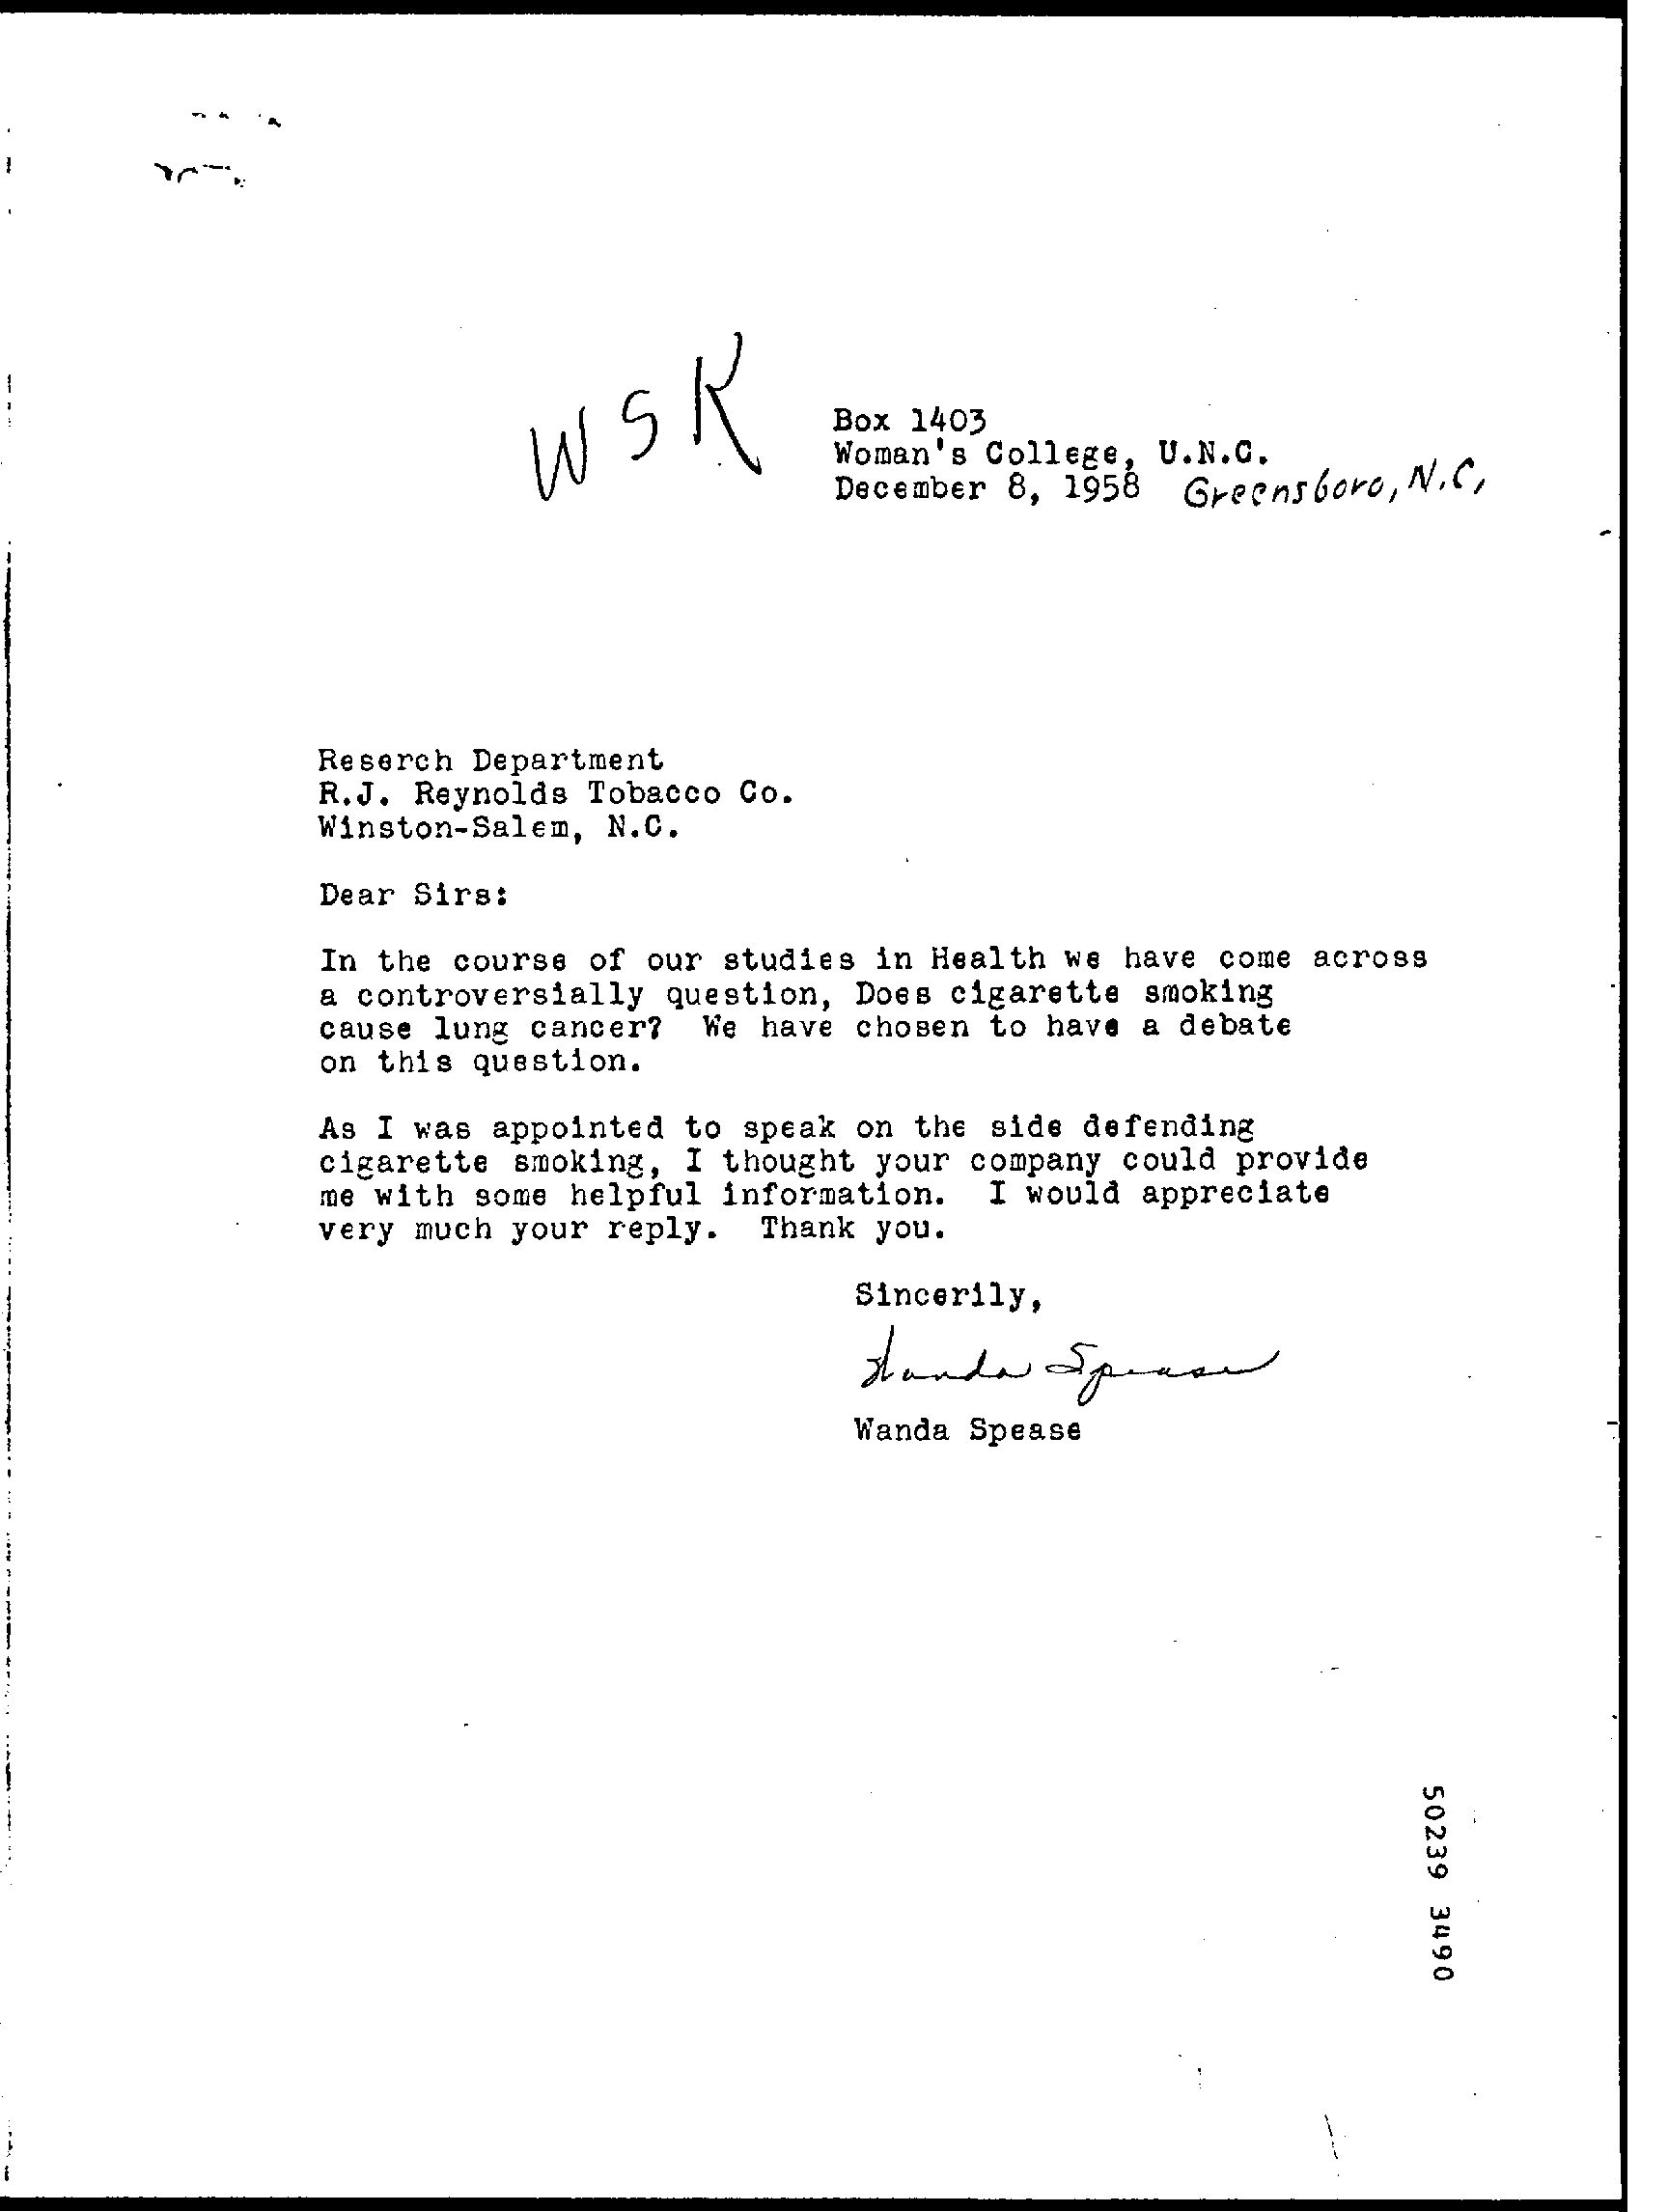 WSK
Box 1403
Woman's College, U.N.C.
December 8, 1958 Greensboro, N.C.
Reserch Department
R.J. Reynolds Tobacco Co.
Winston-Salem, N.C.
Dear Sirs:
In the course of our studies in Health we have come across
a controversially question, Does cigarette smoking
cause lung cancer? We have chosen to have a debate
on this question.
As I was appointed to speak on the side defending
cigarette smoking, I thought your company could provide
me with some helpful information. I would appreciate
very much your reply. Thank you.
Sincerily,
Wanda Spease
Wanda Spease
50239 3490